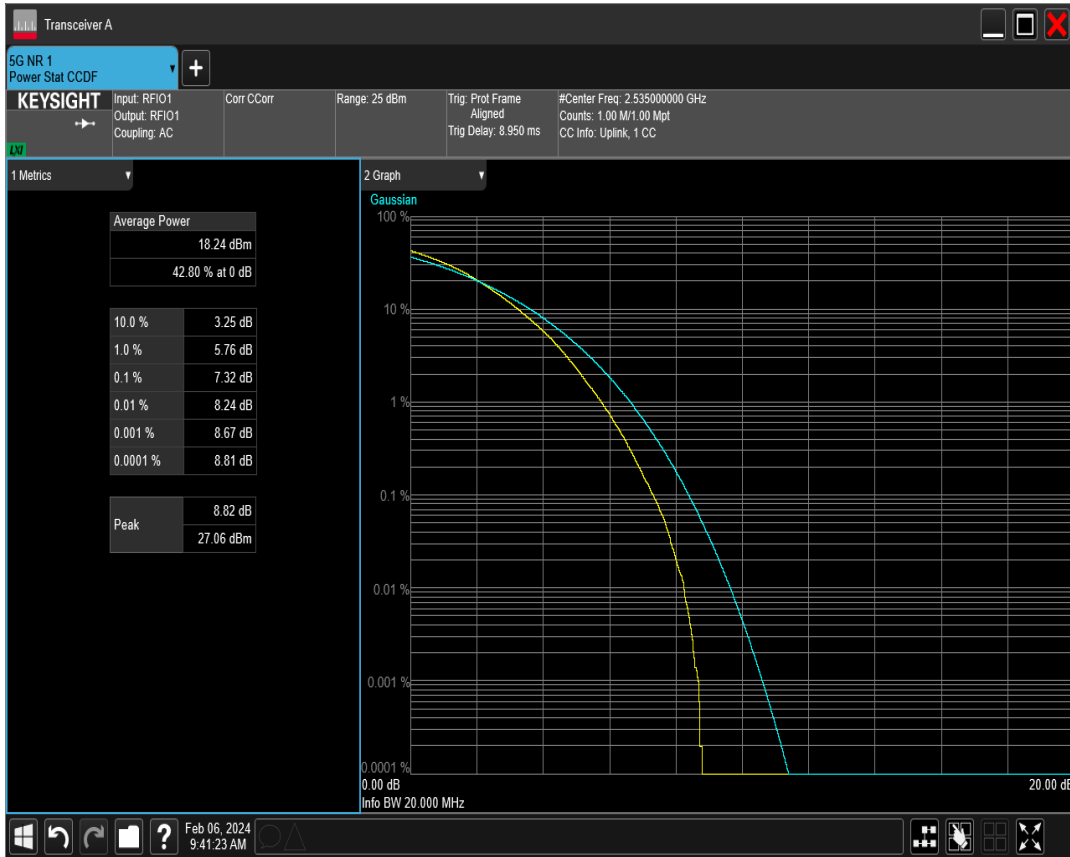 Transceiver A
5G NR 1
Power Stat CCDF
+
KEYSIGHT
LXI
Input: RFIO1
Output: RFIO1
Coupling: AC
Corr CCorr
Range: 25 dBm
Trig: Prot Frame
Aligned
Trig Delay: 8.950 ms
#Center Freq: 2.535000000 GHz
Counts: 1.00 M/1.00 Mpt
CC Info: Uplink, 1 CC
1 Metrics
Average Power
18.24 dBm
42.80 % at 0 dB
10.0 % 3.25 dB
1.0 % 5.76 dB
0.1 % 7.32 dB
0.01 % 8.24 dB
0.001 % 8.67 dB
0.0001 % 8.81 dB
Peak
8.82 dB
27.06 dBm
2 Graph
Gaussian
100 %
10 %
1 %
0.1 %
0.01 %
0.001 %
0.0001 %
0.00 dB
20.00 dB
Info BW 20.000 MHz
?
Feb 06, 2024
9:41:23 AM